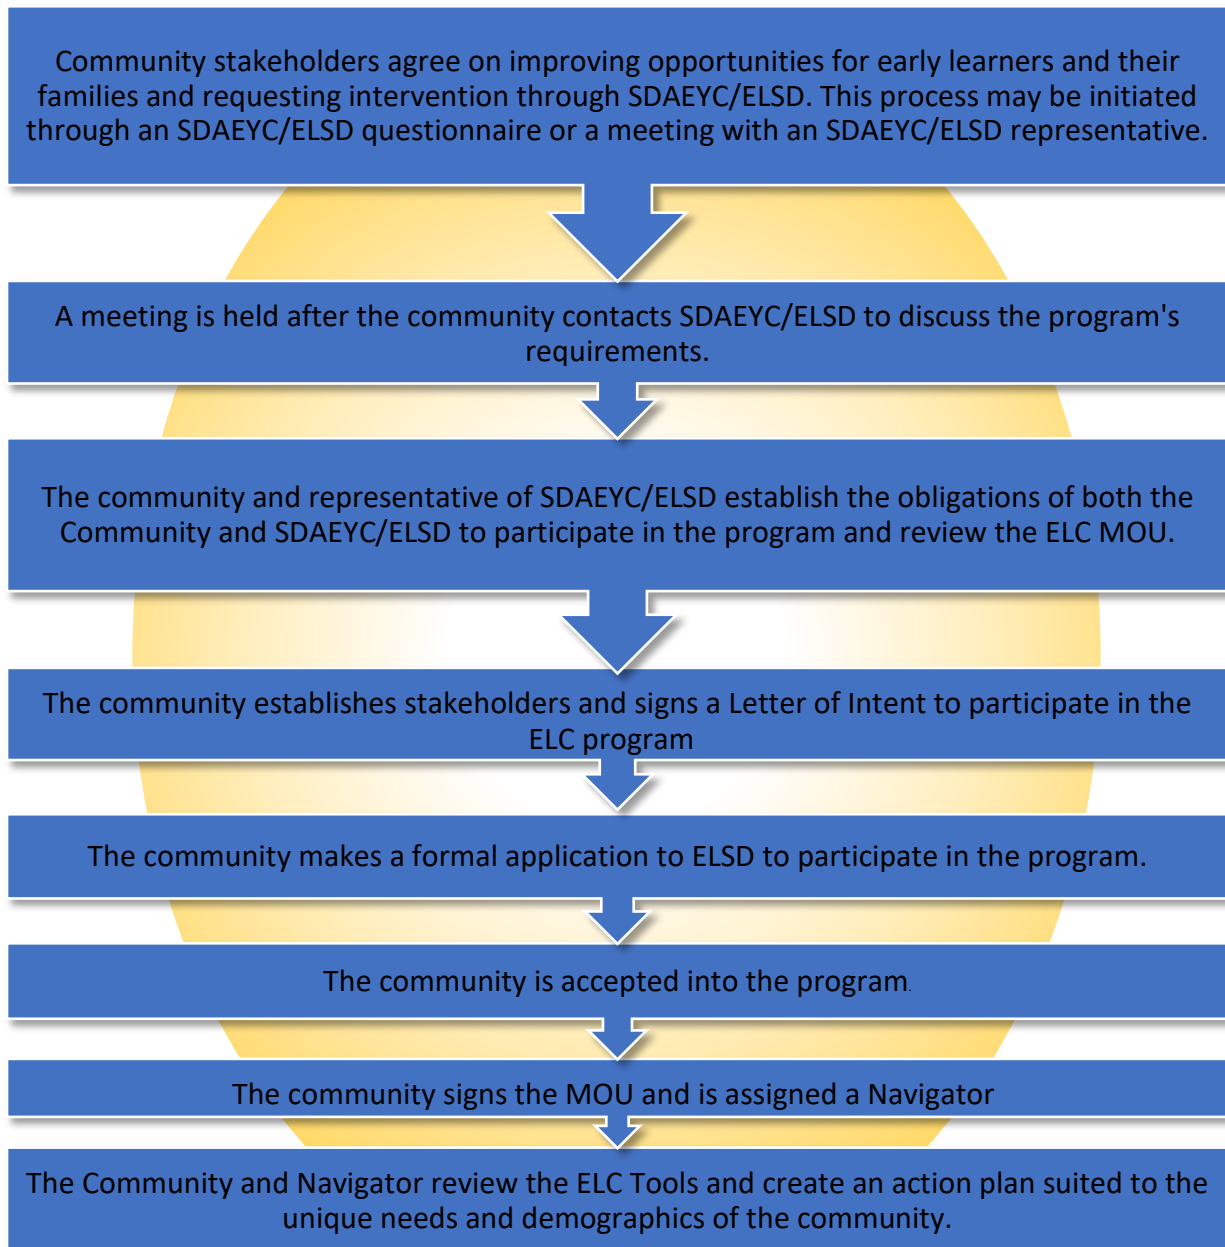 Community stakeholders agree on improving opportunities for early learners and their
families and requesting intervention through SDAEYC/ELSD. This process may be initiated
through an SDAEYC/ELSD questionnaire or a meeting with an SDAEYC/ELSD representative.
A meeting is held after the community contacts SDAEYC/ELSD to discuss the program's
requirements.
The community and representative of SDAEYC/ELSD establish the obligations of both the
Community and SDAEYC/ELSD to participate in the program and review the ELC MOU.
The community establishes stakeholders and signs a Letter of Intent to participate in the
ELC program
The community makes a formal application to ELSD to participate in the program.
The community is accepted into the program.
The community signs the MOU and is assigned a Navigator
The Community and Navigator review the ELC Tools and create an action plan suited to the
unique needs and demographics of the community.